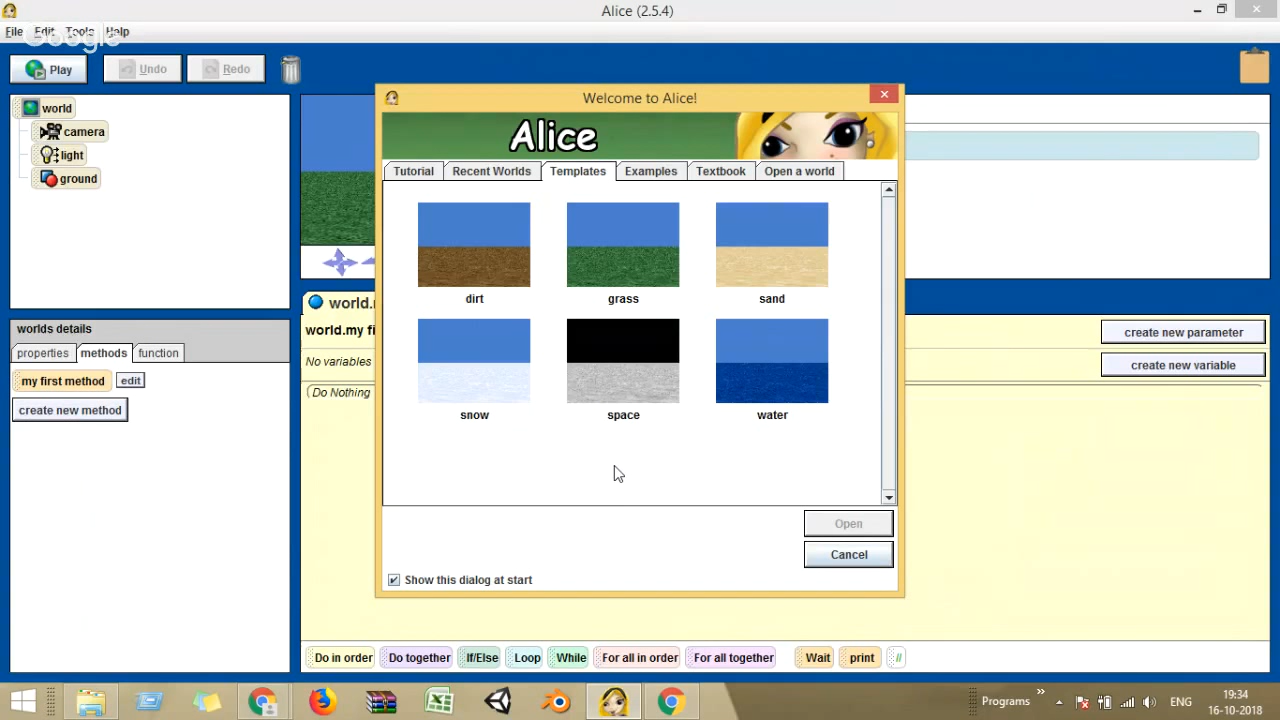 Alice (2.5.4)
File Edit Tools Help
Google
Play
Undo
Redo
world
camera
light
ground
worlds details
properties methods function
my first method edit
create new method
Welcome to Alice!
Alice
Tutorial Recent Worlds Templates Examples Textbook Open a world
dirt grass sand
snow space water
Open
Cancel
Show this dialog at start
world.my fi
No variables
(Do Nothing
create new parameter
create new variable
Do in order Do together If/Else Loop While For all in order For all together Wait print //
Programs » ENG
19:34
16-10-2018